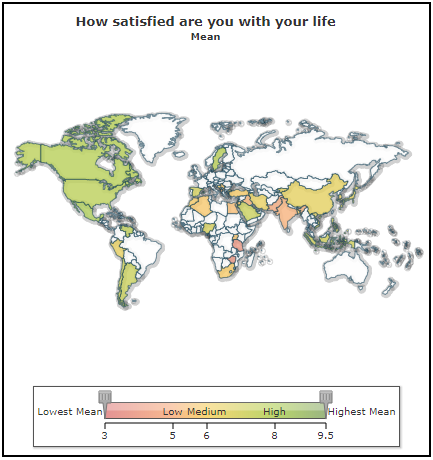 How satisfied are you with your life
Mean
Lowest Mean Low Medium High Highest Mean
3 5 6 8 9.5